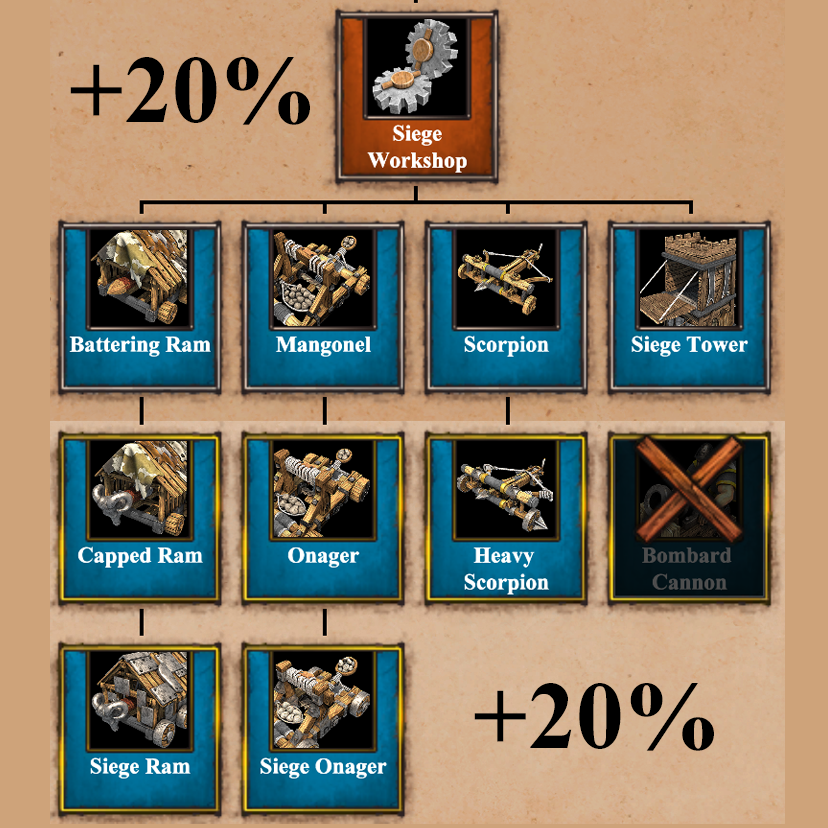 +20%
Siege
Workshop
Battering Ram
Mangonel
Scorpion
Siege Tower
Capped Ram
Onager
Heavy
Scorpion
Bombard
Cannon
Siege Ram
Siege Onager
+20%